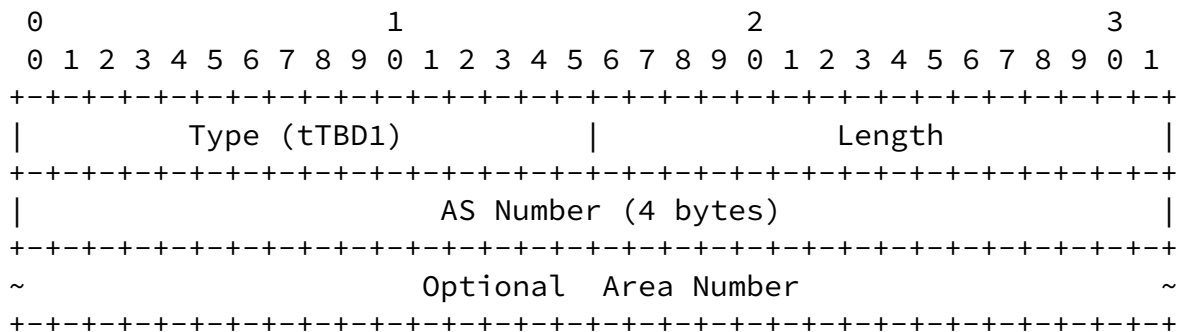 0                   1                   2                   3
 0 1 2 3 4 5 6 7 8 9 0 1 2 3 4 5 6 7 8 9 0 1 2 3 4 5 6 7 8 9 0 1
+-+-+-+-+-+-+-+-+-+-+-+-+-+-+-+-+-+-+-+-+-+-+-+-+-+-+-+-+-+-+-+-+
|         Type (tTBD1)          |             Length            |
+-+-+-+-+-+-+-+-+-+-+-+-+-+-+-+-+-+-+-+-+-+-+-+-+-+-+-+-+-+-+-+-+
|                       AS Number (4 bytes)                     |
+-+-+-+-+-+-+-+-+-+-+-+-+-+-+-+-+-+-+-+-+-+-+-+-+-+-+-+-+-+-+-+-+
~                      Optional  Area Number                    ~
+-+-+-+-+-+-+-+-+-+-+-+-+-+-+-+-+-+-+-+-+-+-+-+-+-+-+-+-+-+-+-+-+